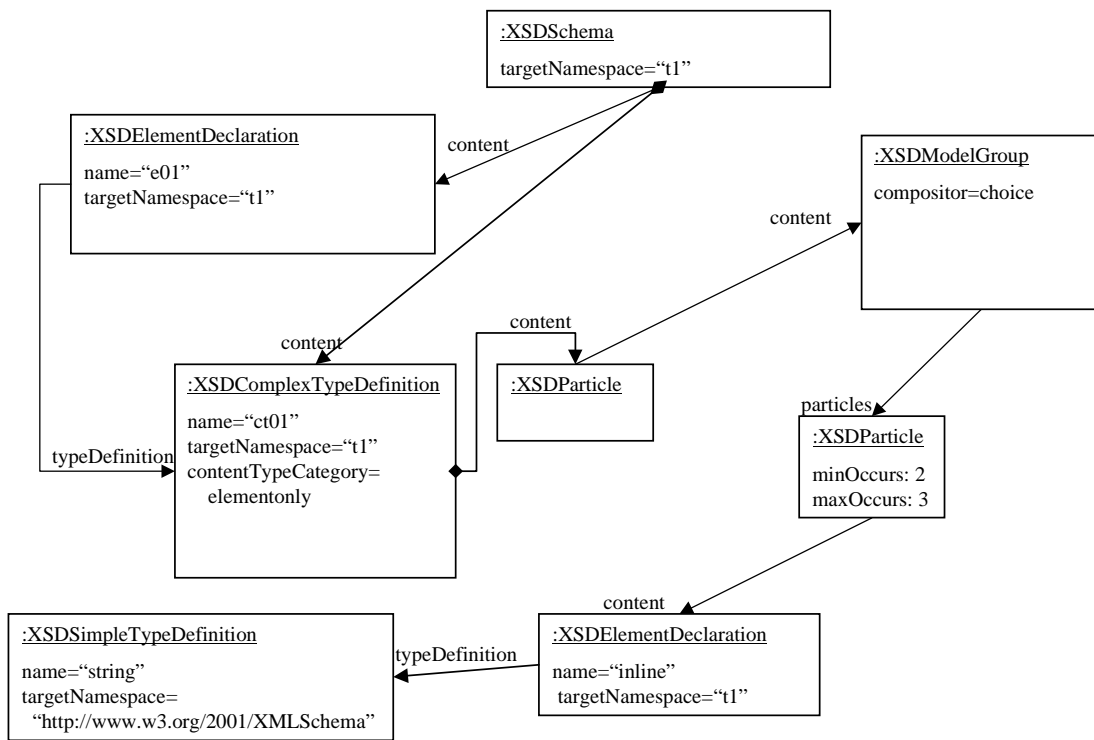 :XSDSchema
targetNamespace=“t1”
:XSDElementDeclaration
name=“e01”
targetNamespace=“t1”
content
:XSDModelGroup
compositor=choice
content
content
content
:XSDComplexTypeDefinition
name=“ct01”
targetNamespace=“t1”
contentTypeCategory=
elementonly
typeDefinition
:XSDParticle
particles
:XSDParticle
minOccurs: 2
maxOccurs: 3
content
:XSDSimpleTypeDefinition
name=“string”
targetNamespace=
“http://www.w3.org/2001/XMLSchema”
typeDefinition
:XSDElementDeclaration
name=“inline”
targetNamespace=“t1”